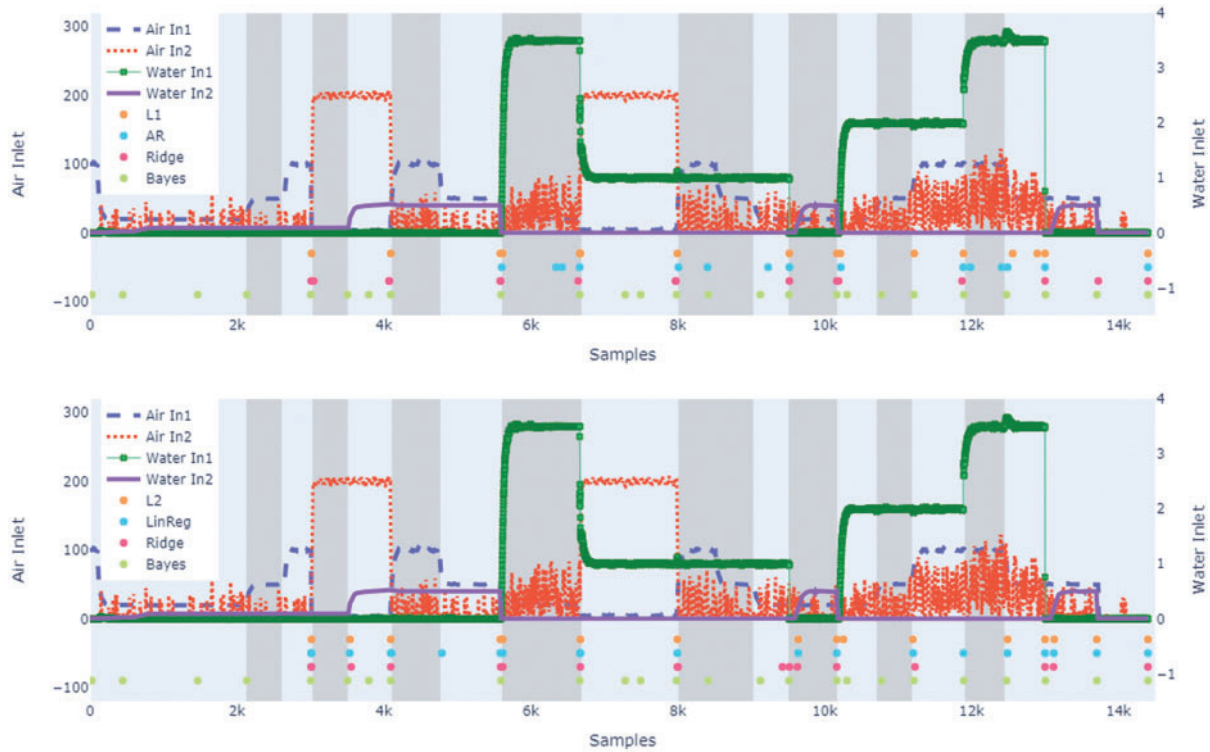 300
200
100
0
−100
Air Inlet
Air In1
Air In2
Water In1
Water In2
L1
AR
Ridge
Bayes
4
3
2
1
0
−1
Water Inlet
0 2k 4k 6k 8k 10k 12k 14k
Samples
300
200
100
0
−100
Air Inlet
Air In1
Air In2
Water In1
Water In2
L2
LinReg
Ridge
Bayes
4
3
2
1
0
−1
Water Inlet
0 2k 4k 6k 8k 10k 12k 14k
Samples